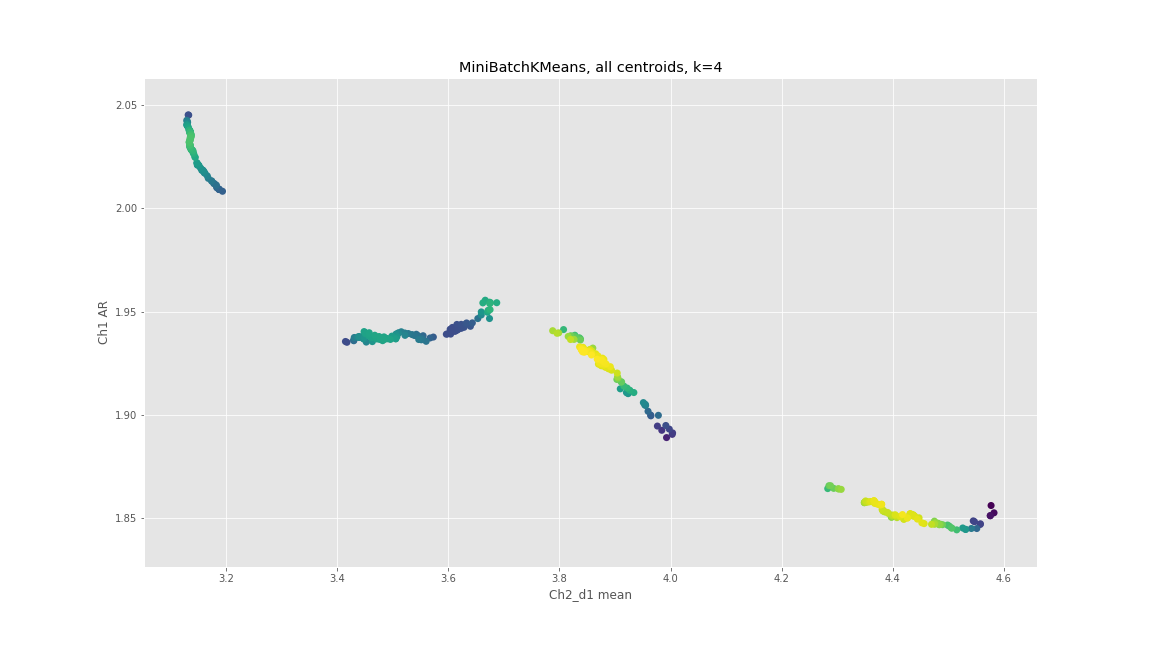 MiniBatchKMeans, all centroids, k=4
2.05
2.00
1.95
1.90
1.85
Ch1 AR
3.2 3.4 3.6 3.8 4.0 4.2 4.4 4.6
Ch2_d1 mean